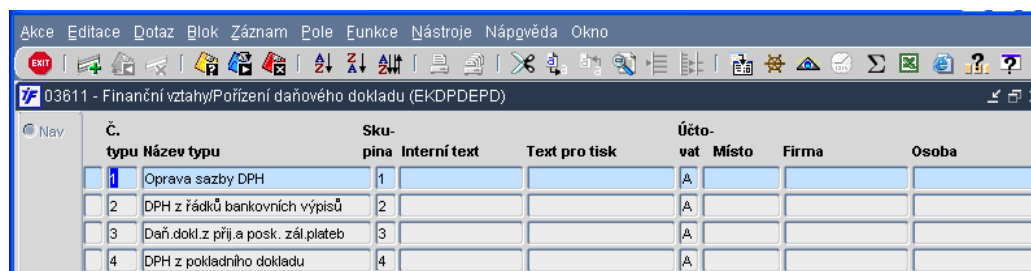 Akce Editace Dotaz Blok Záznam Pole Funkce Nástroje Nápověda Okno
EXIT
03611 - Finanční vztahy/Pořízení daňového dokladu (EKDPDEPD)
Nav Č. Sku- Účto-
typu Název typu pina Interní text Text pro tisk vat Místo Firma Osoba
1 Oprava sazby DPH 1 A
2 DPH z řádků bankovních výpisů 2 A
3 Daň.dokl.z přij.a posk. zál.plateb 3 A
4 DPH z pokladního dokladu 4 A